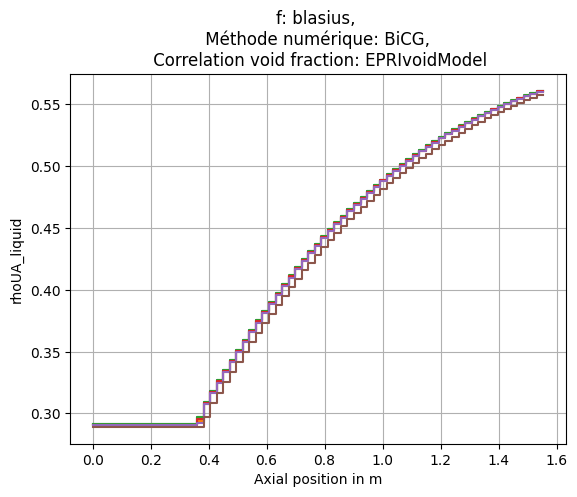 f: blasius,
Méthode numérique: BiCG,
Correlation void fraction: EPRIvoidModel
rhoUA_liquid
0.55
0.50
0.45
0.40
0.35
0.30
0.0 0.2 0.4 0.6 0.8 1.0 1.2 1.4 1.6
Axial position in m